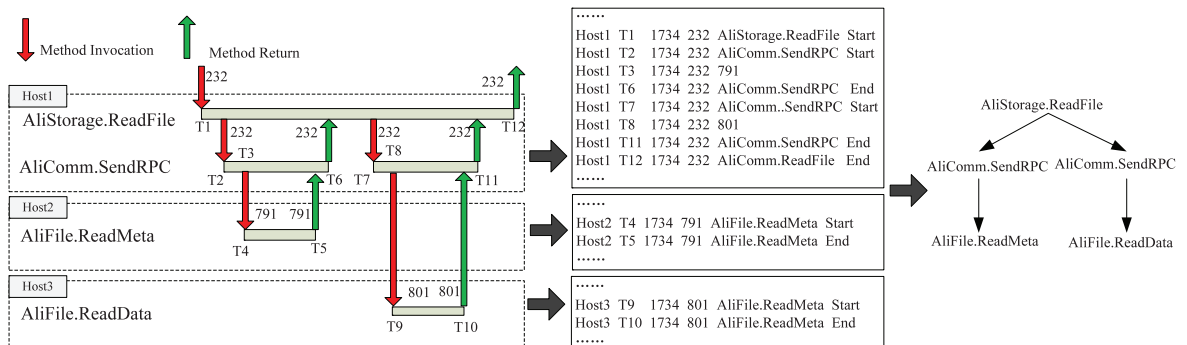 Method Invocation
Method Return
232
232
Host1
AliStorage.ReadFile
T1
T12
232
232
232
232
T3
T8
AliComm.SendRPC
T2
T6
T7
T11
Host2
791
791
AliFile.ReadMeta
T4
T5
Host3
801
801
AliFile.ReadData
T9
T10
......
Host1 T1 1734 232 AliStorage.ReadFile Start
Host1 T2 1734 232 AliComm.SendRPC Start
Host1 T3 1734 232 791
Host1 T6 1734 232 AliComm.SendRPC End
Host1 T7 1734 232 AliComm..SendRPC Start
Host1 T8 1734 232 801
Host1 T11 1734 232 AliComm.SendRPC End
Host1 T12 1734 232 AliComm.ReadFile End
......
......
Host2 T4 1734 791 AliFile.ReadMeta Start
Host2 T5 1734 791 AliFile.ReadMeta End
......
......
Host3 T9 1734 801 AliFile.ReadMeta Start
Host3 T10 1734 801 AliFile.ReadMeta End
......
AliStorage.ReadFile
AliComm.SendRPC
AliComm.SendRPC
AliFile.ReadMeta
AliFile.ReadData